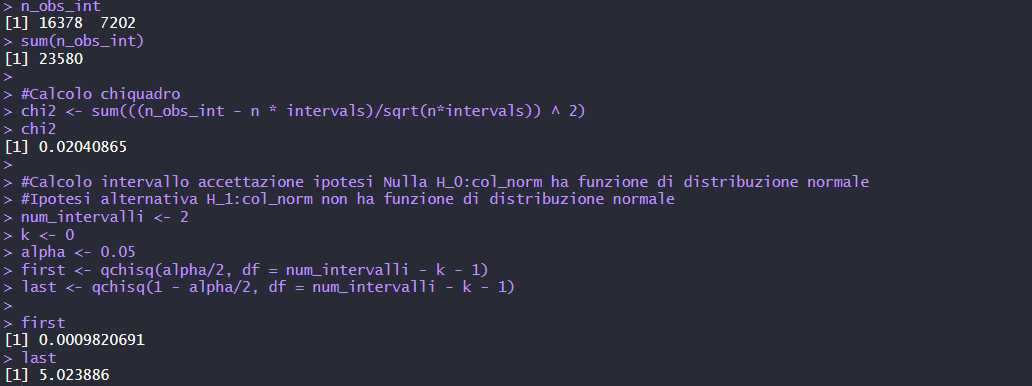 > n_obs_int
[1] 16378  7202
> sum(n_obs_int)
[1] 23580
>
> #Calcolo chiquadro
> chi2 <- sum(((n_obs_int - n * intervals)/sqrt(n*intervals)) ^ 2)
> chi2
[1] 0.02040865
>
> #Calcolo intervallo accettazione ipotesi Nulla H_0:col_norm ha funzione di distribuzione normale
> #Ipotesi alternativa H_1:col_norm non ha funzione di distribuzione normale
> num_intervalli <- 2
> k <- 0
> alpha <- 0.05
> first <- qchisq(alpha/2, df = num_intervalli - k - 1)
> last <- qchisq(1 - alpha/2, df = num_intervalli - k - 1)
>
> first
[1] 0.0009820691
> last
[1] 5.023886